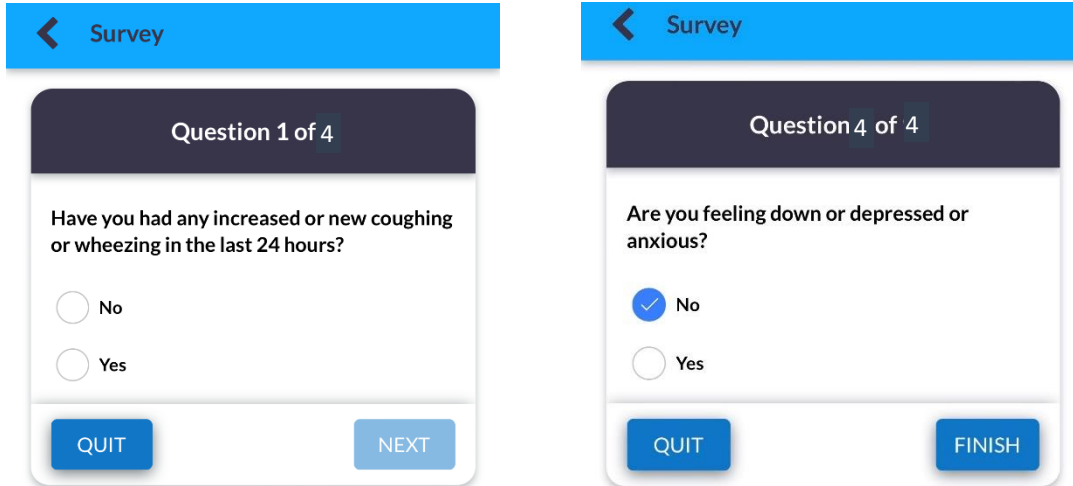 Survey
Question 1 of 4
Have you had any increased or new coughing
or wheezing in the last 24 hours?
No
Yes
QUIT
NEXT
Survey
Question 4 of 4
Are you feeling down or depressed or
anxious?
No
Yes
QUIT
FINISH